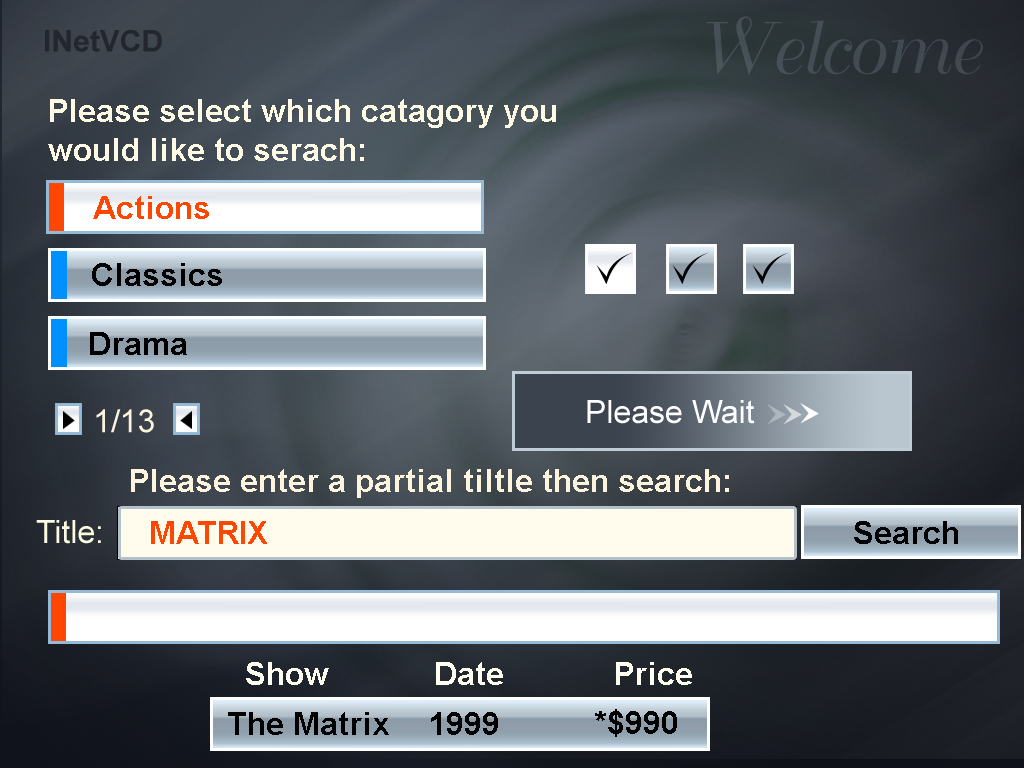 INetVCD
Welcome
Please select which catagory you
would like to serach:
Actions
Classics
Drama
1/13
Please Wait
Please enter a partial tiltle then search:
Title: MATRIX Search
Show Date Price
The Matrix 1999 *$990